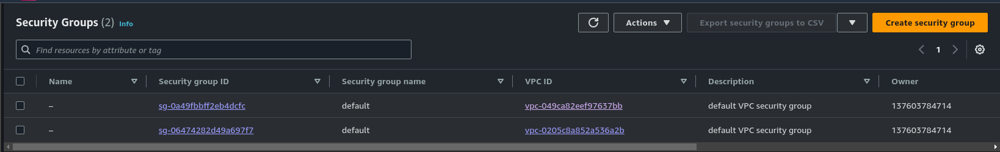 Security Groups (2) Info
Actions
Export security groups to CSV
Create security group
Find resources by attribute or tag
1
Name Security group ID Security group name VPC ID Description Owner
– sg-0a49fbbff2eb4dcfc default vpc-049ca82eef97637bb default VPC security group 137603784714
– sg-06474282d49a697f7 default vpc-0205c8a852a536a2b default VPC security group 137603784714